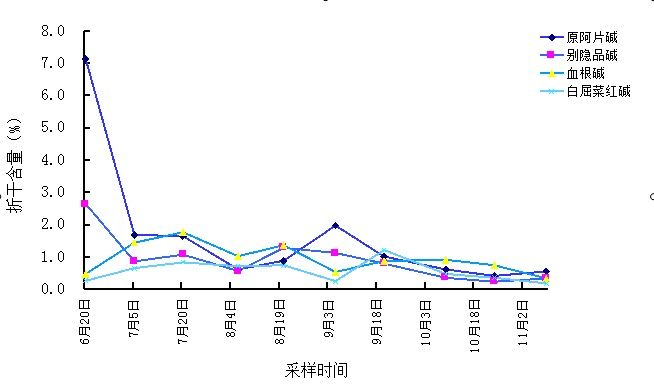 8.0
7.0
6.0
5.0
4.0
3.0
2.0
1.0
0.0
折干含量（%）
原阿片碱
别隐品碱
血根碱
白屈菜红碱
6月20日
7月5日
7月20日
8月4日
8月19日
9月3日
9月18日
10月3日
10月18日
11月2日
采样时间